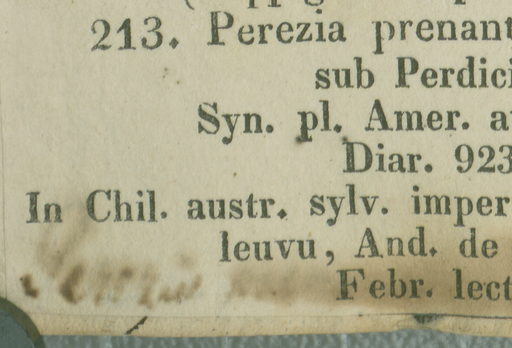 213. Perezia prenant
sub Perdici
Syn. pl. Amer. a
Diar. 923
In Chil. austr. sylv. imper
leuvu, And. de
Febr. lect